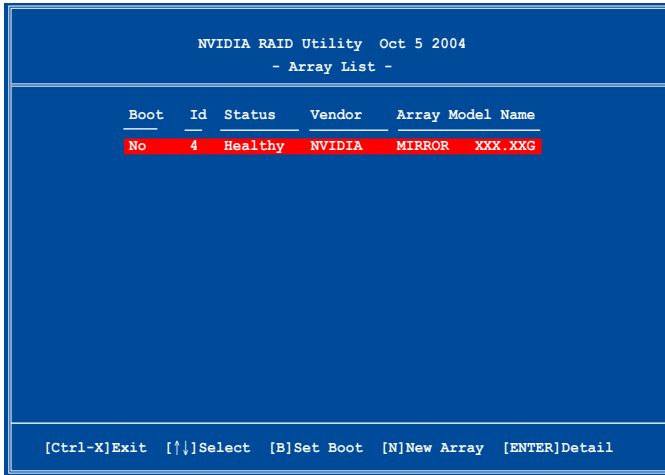 NVIDIA RAID Utility Oct 5 2004
- Array List -
Boot Id Status Vendor Array Model Name
No 4 Healthy NVIDIA MIRROR XXX.XXG
[Ctrl-X]Exit [↑↓]Select [B]Set Boot [N]New Array [ENTER]Detail